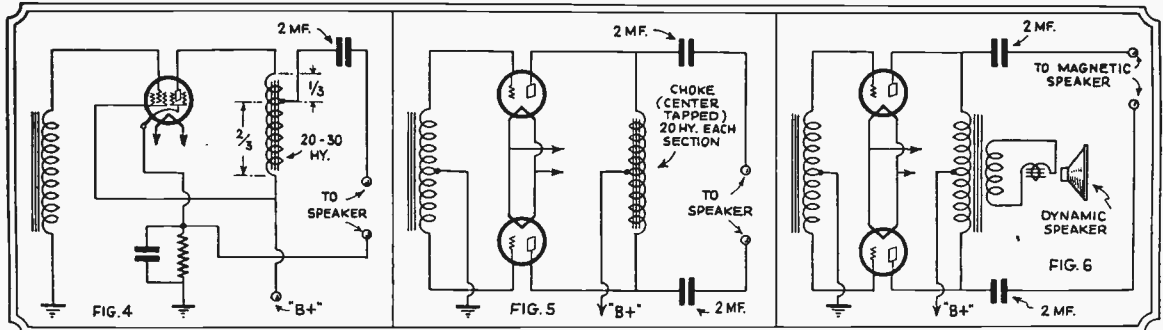 2 MF.
1/3
2/3
20-30
HY.
TO
SPEAKER
"B+"
FIG. 4
2 MF.
CHOKE
(CENTER
TAPPED)
20 HY. EACH
SECTION
TO
SPEAKER
FIG. 5
"B+"
2 MF.
2 MF.
TO MAGNETIC
SPEAKER
DYNAMIC
SPEAKER
FIG. 6
"B+"
2 MF.